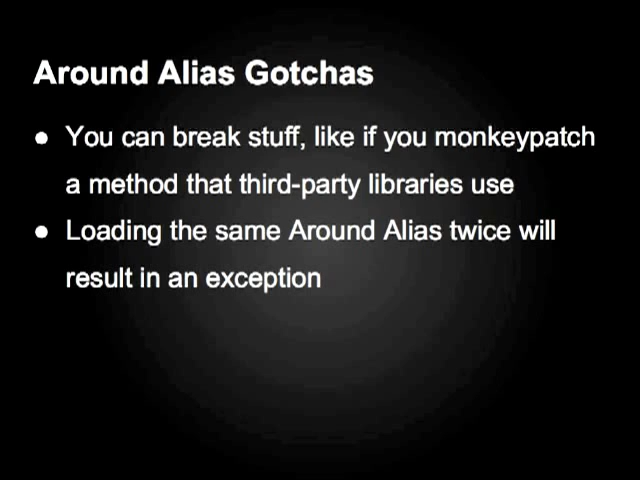 Around Alias Gotchas
● You can break stuff, like if you monkeypatch
a method that third-party libraries use
● Loading the same Around Alias twice will
result in an exception